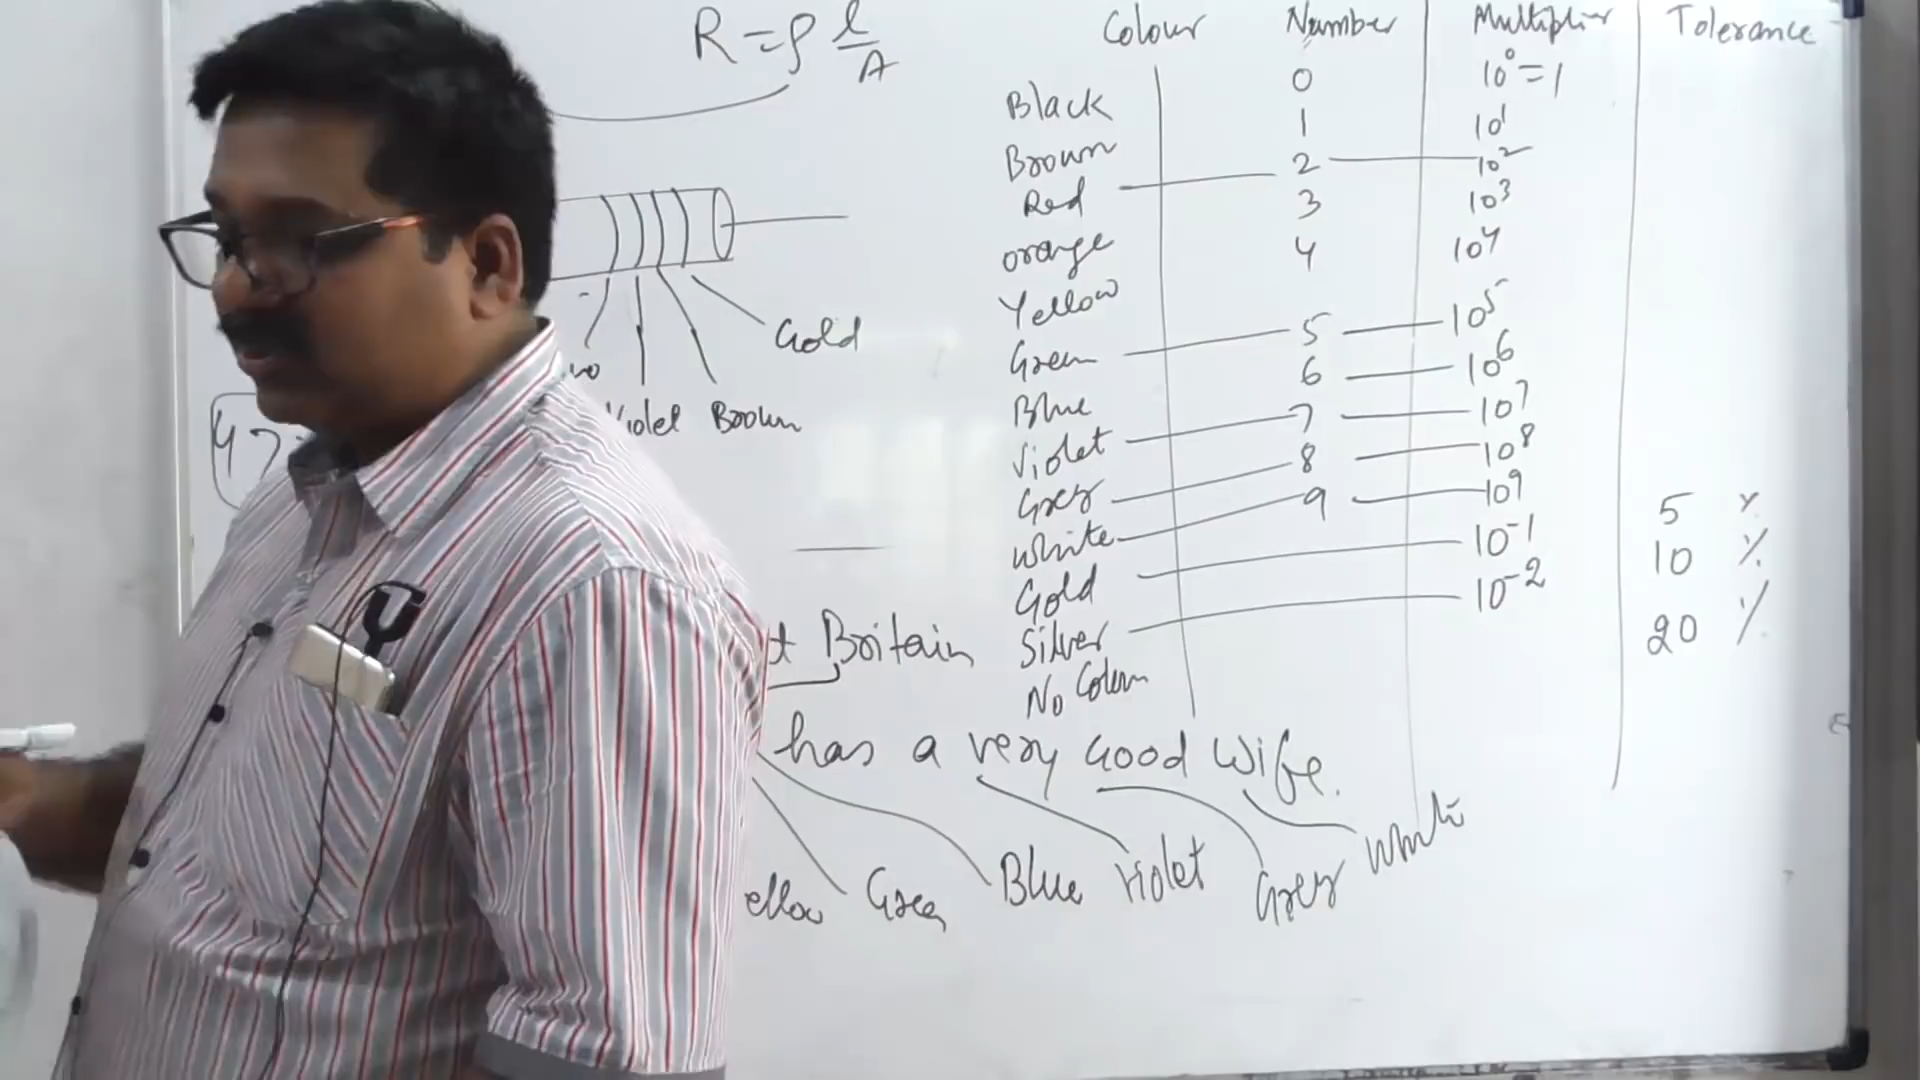 R = ρ l/A
Colour Number Multiplier Tolerance
Black 0 10⁰ = 1
Brown 1 10¹
Red 2 10²
orange 3 10³
Yellow 4 10⁴
Green 5 10⁵
Blue 6 10⁶
Violet 7 10⁷
Grey 8 10⁸
White 9 10⁹
Gold 10⁻¹ 5 %
Silver 10⁻² 10 %
No Colour 20 %
Gold
Violet Brown
47
Britain
has a very Good Wife.
ellow Green Blue Violet Grey White